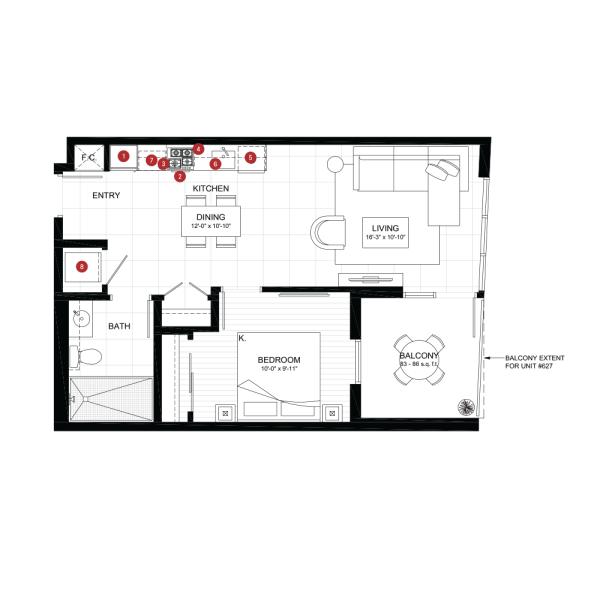 F.C.
1
7
3
4
2
6
5
ENTRY
KITCHEN
DINING
12'-0" x 10'-10"
LIVING
16'-3" x 10'-10"
8
BATH
K.
BEDROOM
10'-0" x 9'-11"
BALCONY
83 - 86 s.q. f.t.
BALCONY EXTENT
FOR UNIT #627